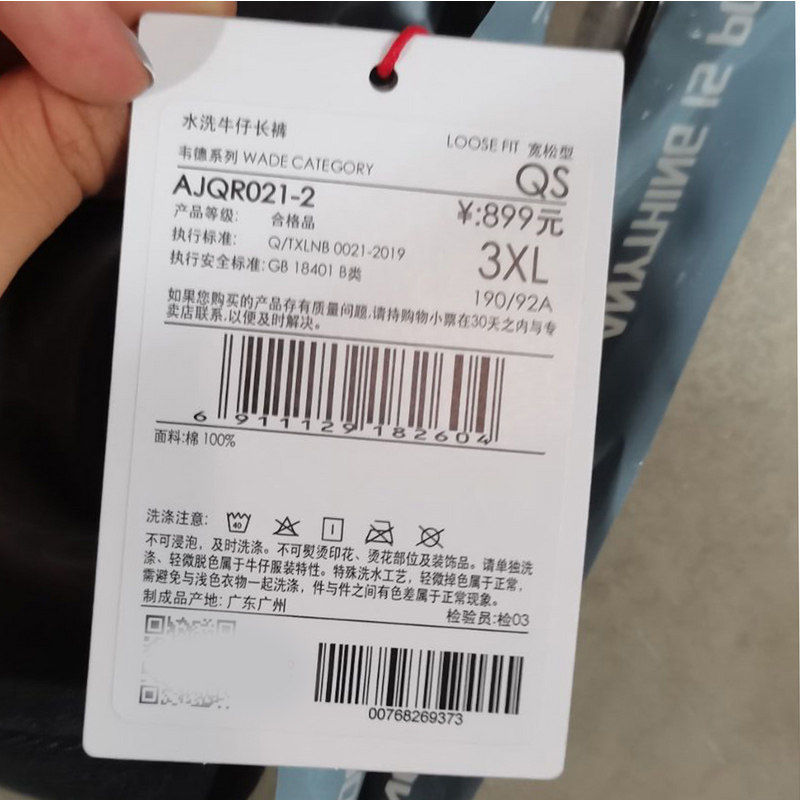 水洗牛仔长裤
LOOSE FIT 宽松型
韦德系列 WADE CATEGORY
QS
AJQR021-2
¥:899元
产品等级: 合格品
3XL
执行标准: Q/TXLNB 0021-2019
执行安全标准:GB 18401 B类
190/92A
如果您购买的产品存有质量问题,请持购物小票在30天之内与专
卖店联系,以便及时解决。
6 911129 182604
面料:棉 100%
洗涤注意:
40
不可浸泡，及时洗涤。不可熨烫印花、烫花部位及装饰品。请单独洗
涤、轻微脱色属于牛仔服装特性。特殊洗水工艺，轻微掉色属于正常,
需避免与浅色衣物一起洗涤，件与件之间有色差属于正常现象。
制成品产地: 广东广州
检验员:检03
00768269373
ANYTHING IS PO